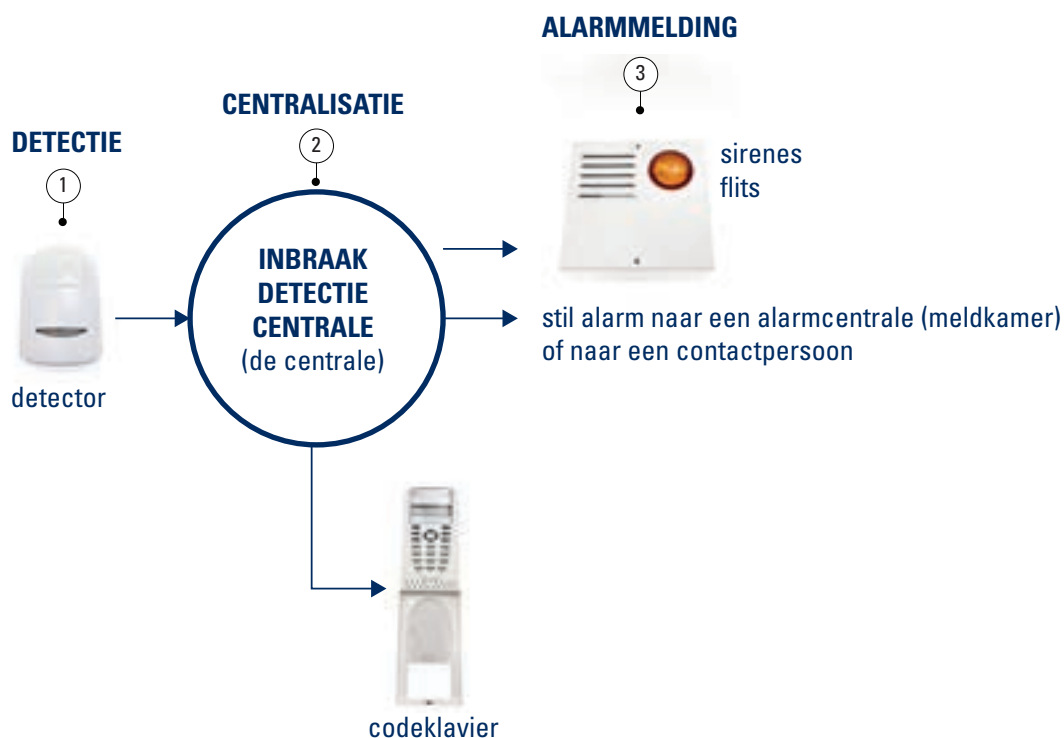 ALARMMELDING
3
CENTRALISATIE
2
DETECTIE
1
sirenes
flits
INBRAAK
DETECTIE
CENTRALE
(de centrale)
stil alarm naar een alarmcentrale (meldkamer)
of naar een contactpersoon
detector
codeklavier